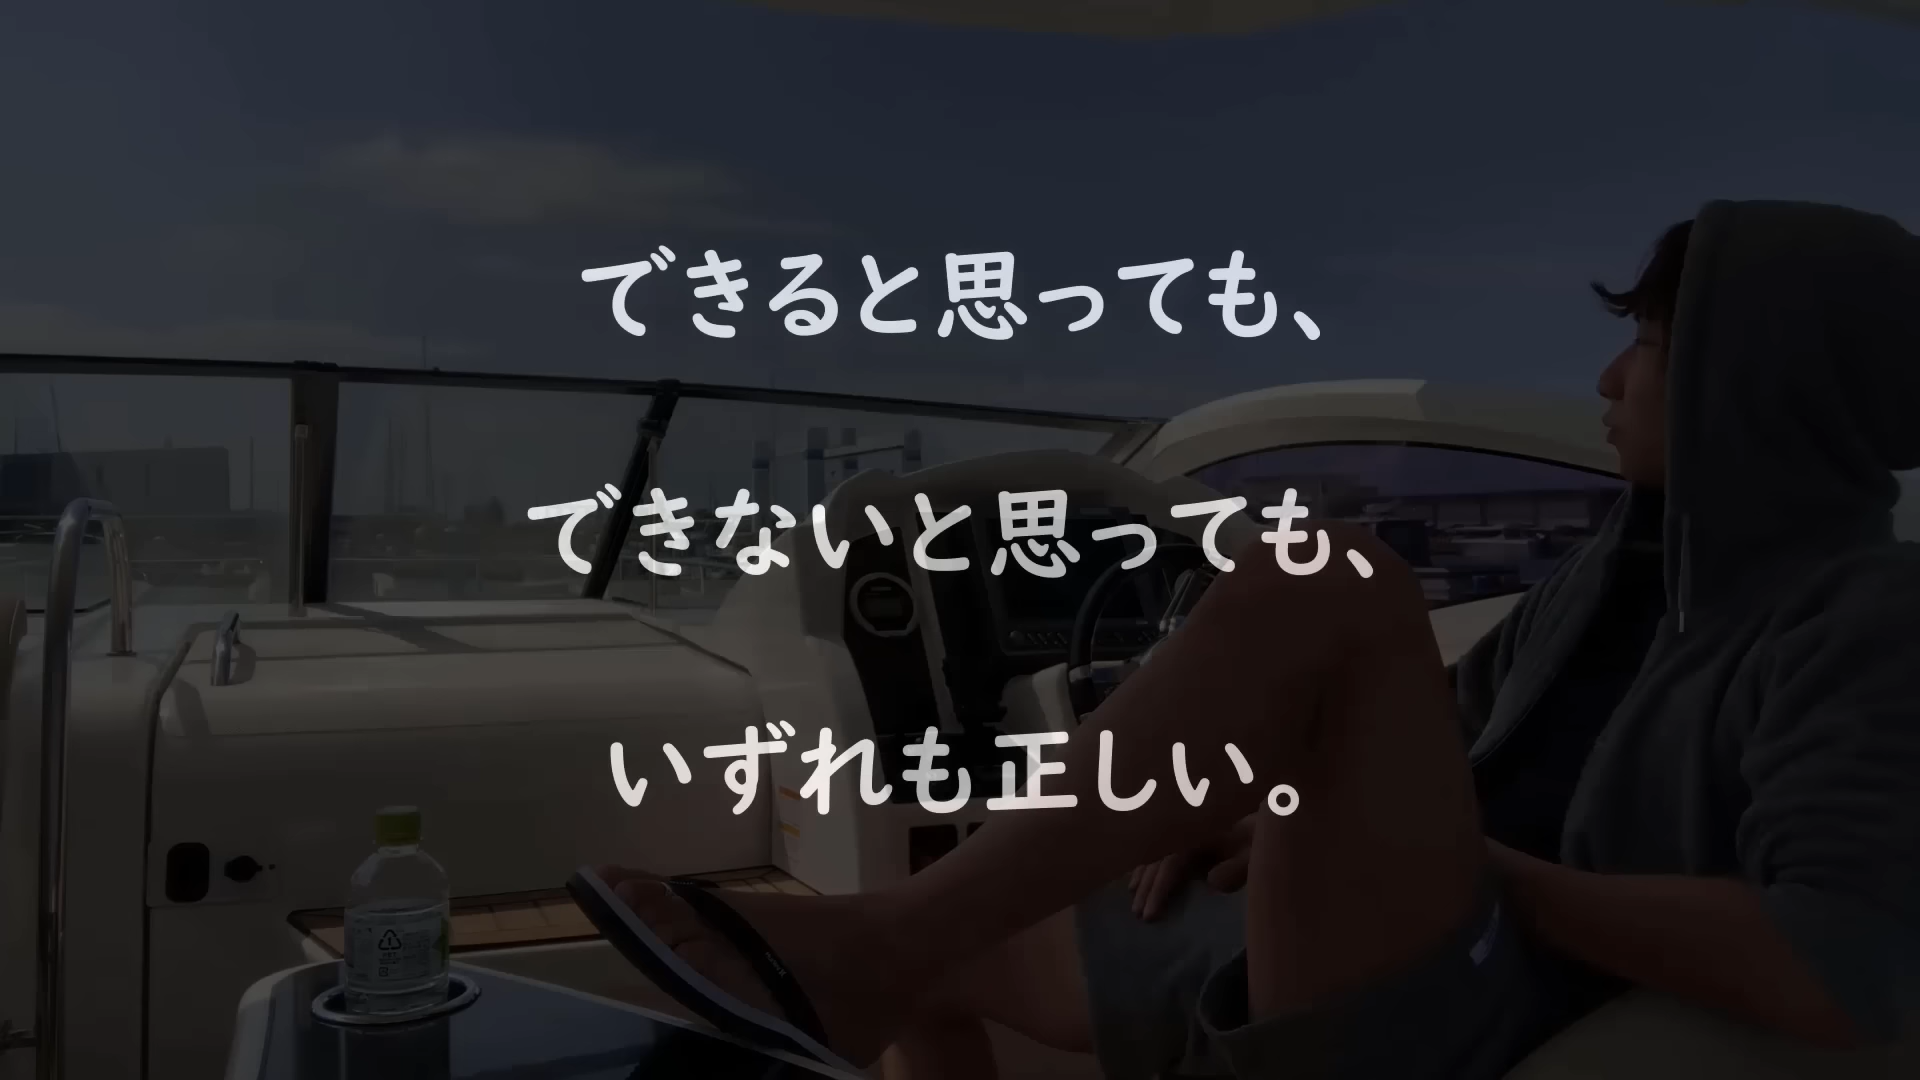 できると思っても、
できないと思っても、
いずれも正しい。